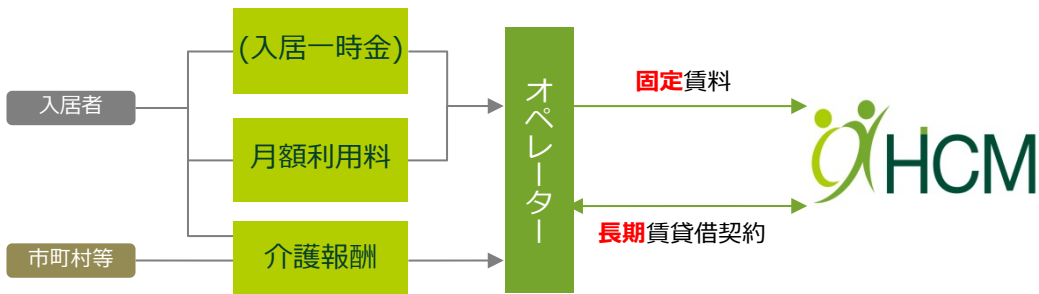 入居者
市町村等
(入居一時金)
月額利用料
介護報酬
オペレーター
固定賃料
長期賃貸借契約
HCM